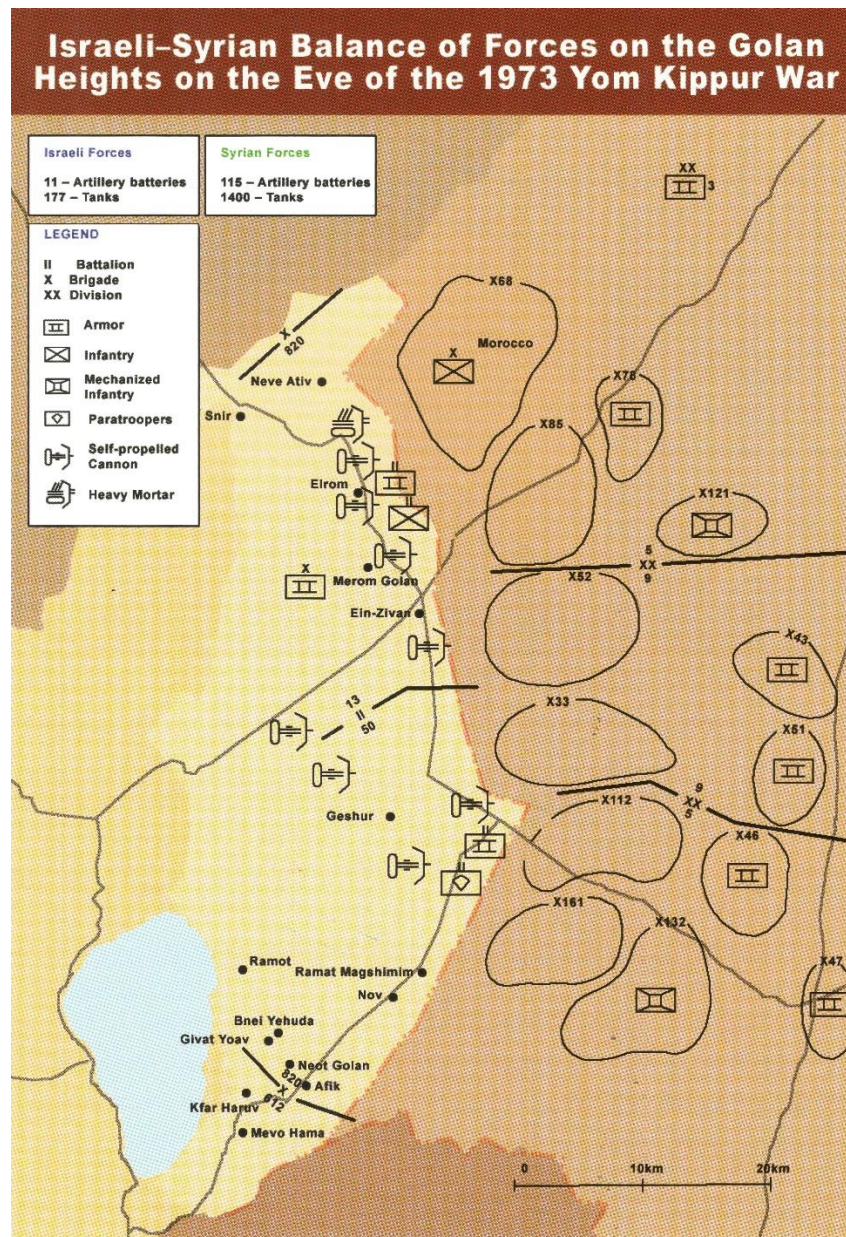 Israeli–Syrian Balance of Forces on the Golan
Heights on the Eve of the 1973 Yom Kippur War
Israeli Forces
11 – Artillery batteries
177 – Tanks
Syrian Forces
115 – Artillery batteries
1400 – Tanks
LEGEND
II Battalion
X Brigade
XX Division
Armor
Infantry
Mechanized
Infantry
Paratroopers
Self-propelled
Cannon
Heavy Mortar
XX
3
X68
X
820
X
Morocco
Neve Ativ
X78
Snir
X85
II
Elrom
II
X121
5
XX
9
X
Merom Golan
X52
Ein-Zivan
X43
13
II
50
X33
X51
9
XX
5
X112
Geshur
II
X46
II
X161
X132
Ramot
Ramat Magshimim
X47
Nov
Bnei Yehuda
Givat Yoav
Neot Golan
820
X
612
Afik
Kfar Haruv
Mevo Hama
0 10km 20km